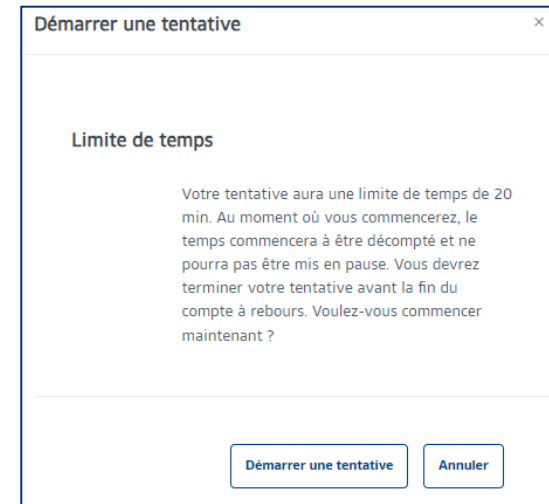 Démarrer une tentative ×
Limite de temps
Votre tentative aura une limite de temps de 20
min. Au moment où vous commencerez, le
temps commencera à être décompté et ne
pourra pas être mis en pause. Vous devrez
terminer votre tentative avant la fin du
compte à rebours. Voulez-vous commencer
maintenant ?
Démarrer une tentative Annuler